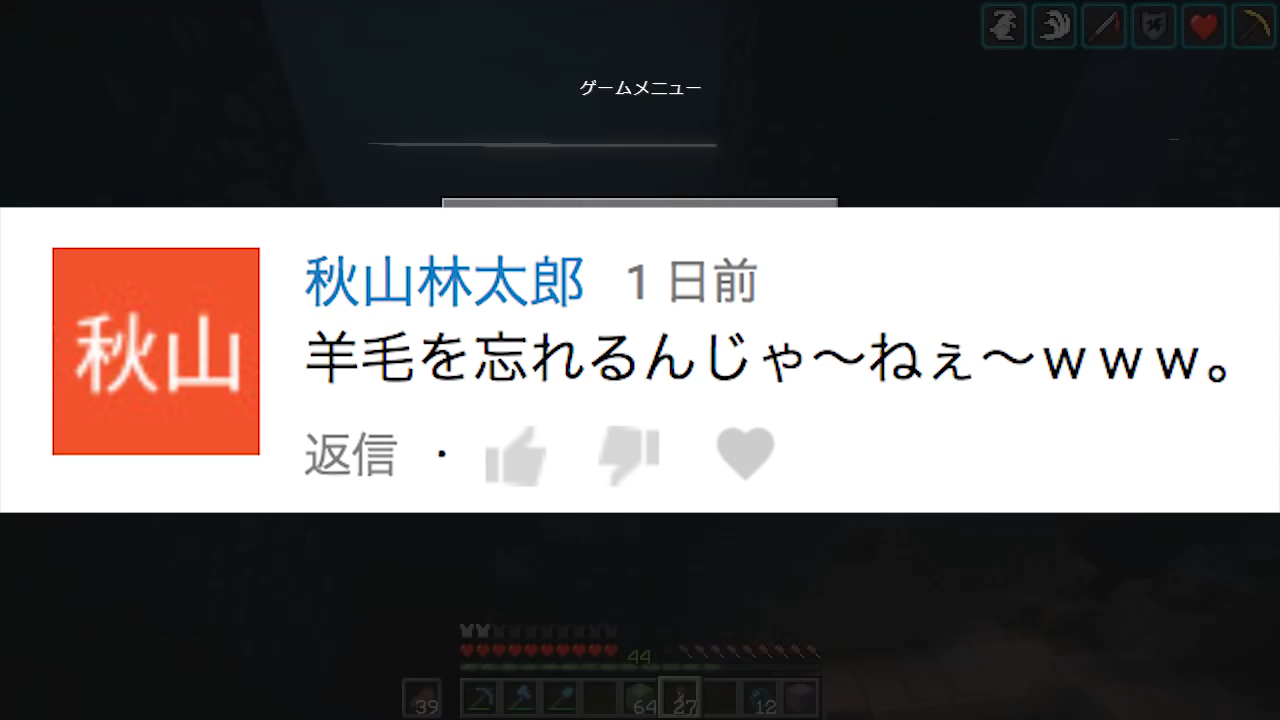 ゲームメニュー
秋山
秋山林太郎 1 日前
羊毛を忘れるんじゃ～ねぇ～ｗｗｗ。
返信 ・
44
39 64 27 12